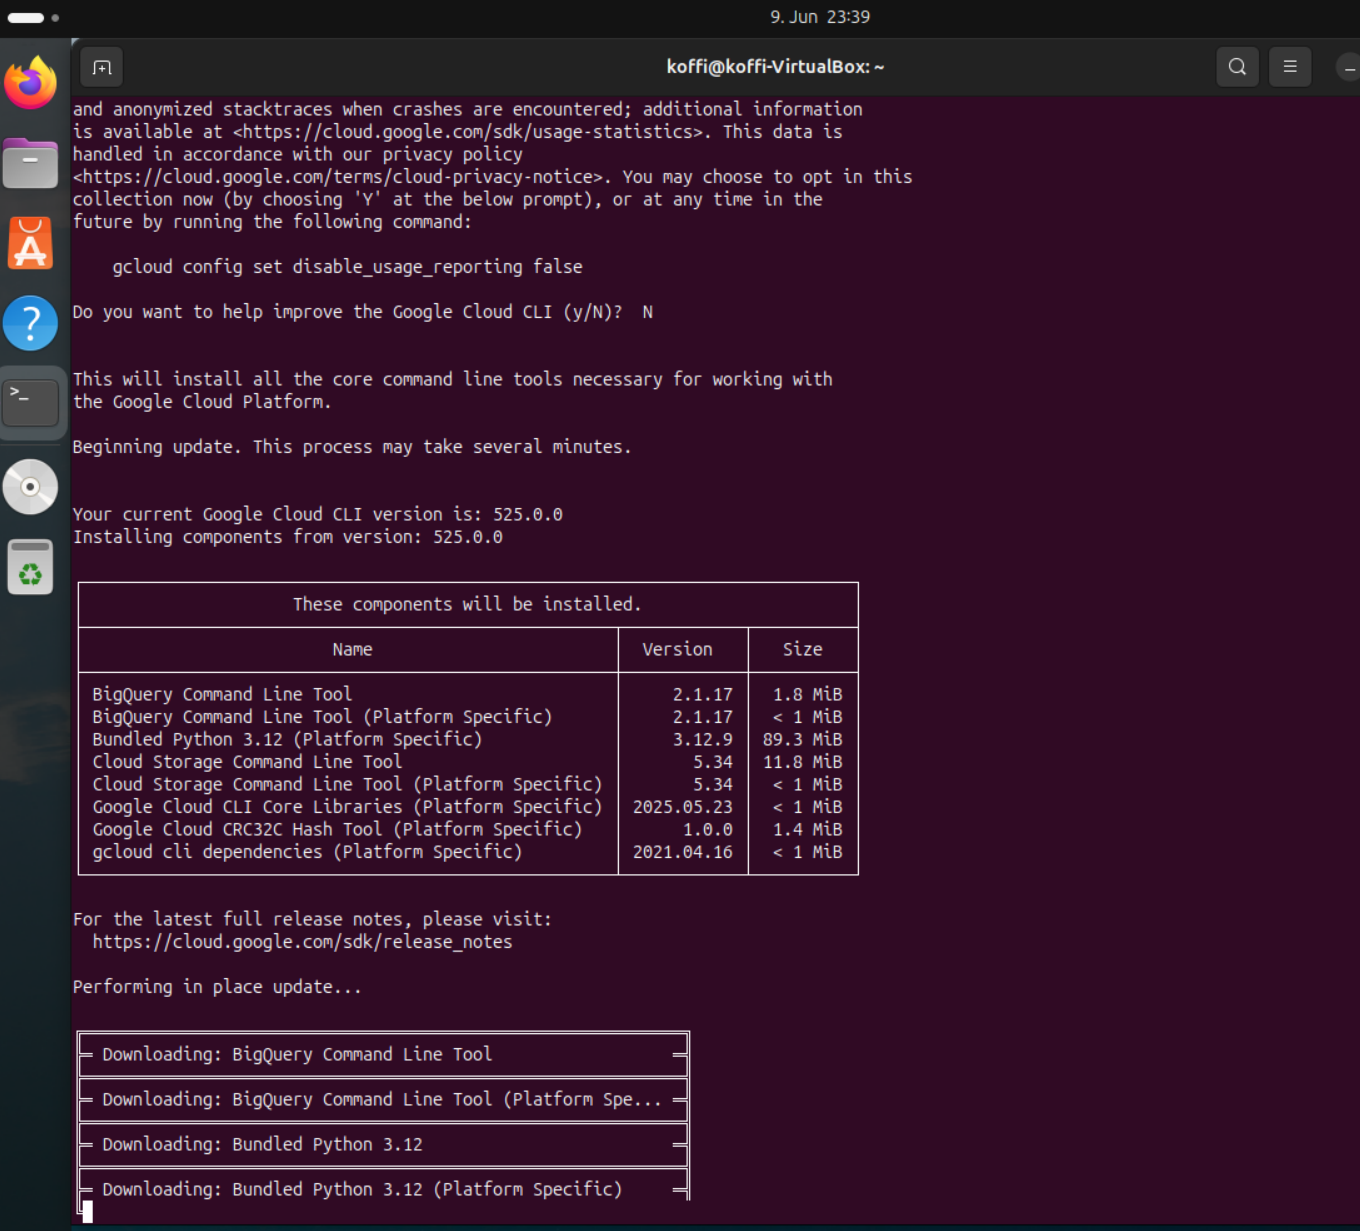 9. Jun 23:39
koffi@koffi-VirtualBox: ~
and anonymized stacktraces when crashes are encountered; additional information
is available at <https://cloud.google.com/sdk/usage-statistics>. This data is
handled in accordance with our privacy policy
<https://cloud.google.com/terms/cloud-privacy-notice>. You may choose to opt in this
collection now (by choosing 'Y' at the below prompt), or at any time in the
future by running the following command:
gcloud config set disable_usage_reporting false
Do you want to help improve the Google Cloud CLI (y/N)? N
This will install all the core command line tools necessary for working with
the Google Cloud Platform.
Beginning update. This process may take several minutes.
Your current Google Cloud CLI version is: 525.0.0
Installing components from version: 525.0.0
These components will be installed.
Name Version Size
BigQuery Command Line Tool 2.1.17 1.8 MiB
BigQuery Command Line Tool (Platform Specific) 2.1.17 < 1 MiB
Bundled Python 3.12 (Platform Specific) 3.12.9 89.3 MiB
Cloud Storage Command Line Tool 5.34 11.8 MiB
Cloud Storage Command Line Tool (Platform Specific) 5.34 < 1 MiB
Google Cloud CLI Core Libraries (Platform Specific) 2025.05.23 < 1 MiB
Google Cloud CRC32C Hash Tool (Platform Specific) 1.0.0 1.4 MiB
gcloud cli dependencies (Platform Specific) 2021.04.16 < 1 MiB
For the latest full release notes, please visit:
https://cloud.google.com/sdk/release_notes
Performing in place update...
Downloading: BigQuery Command Line Tool
Downloading: BigQuery Command Line Tool (Platform Spe...
Downloading: Bundled Python 3.12
Downloading: Bundled Python 3.12 (Platform Specific)